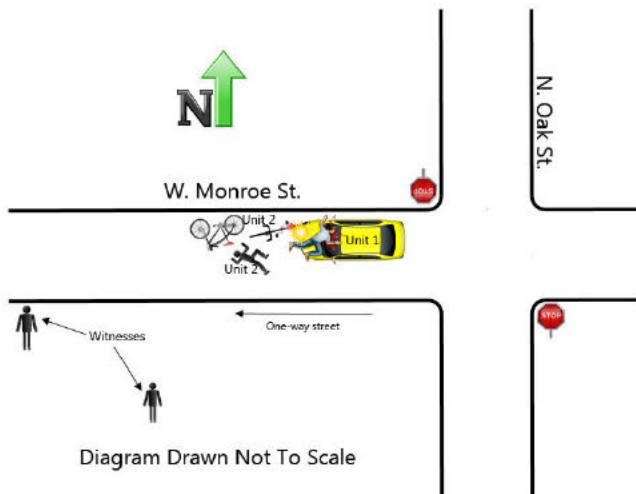 N
N. Oak St.
STOP
W. Monroe St.
Unit 2
Unit 1
Unit 2
STOP
One-way street
Witnesses
Diagram Drawn Not To Scale